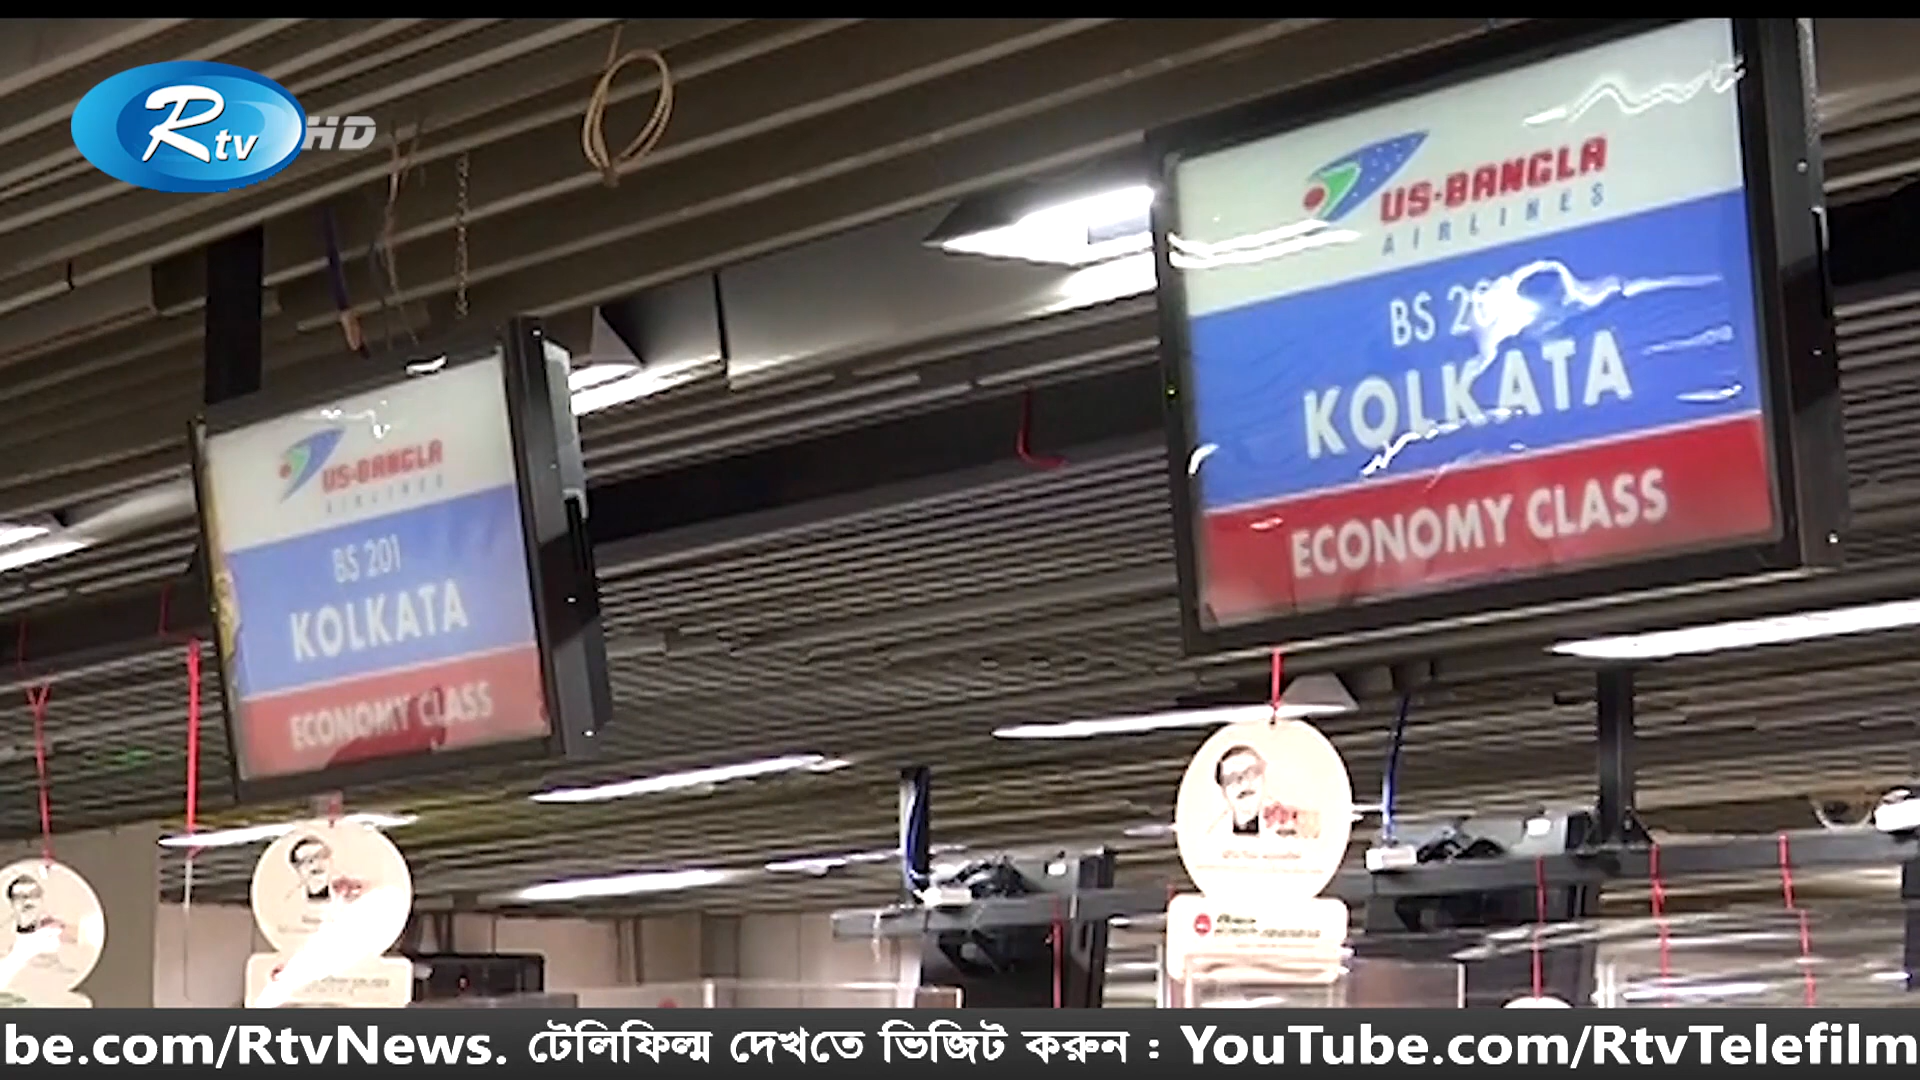 Rtv HD
US-BANGLA
AIRLINES
BS 201
KOLKATA
ECONOMY CLASS
US-BANGLA
AIRLINES
BS
KOLKATA
ECONOMY CLASS
be.com/RtvNews. টেলিফিল্ম দেখতে ভিজিট করুন : YouTube.com/RtvTelefilm